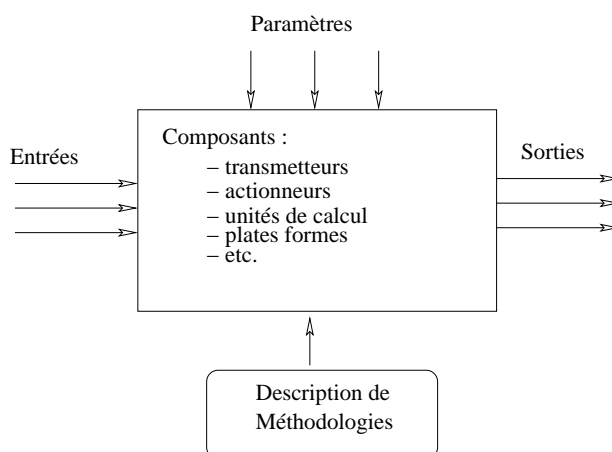 Paramètres
Composants :
Entrées
Sorties
– transmetteurs
– actionneurs
– unités de calcul
– plates formes
– etc.
Description de
Méthodologies